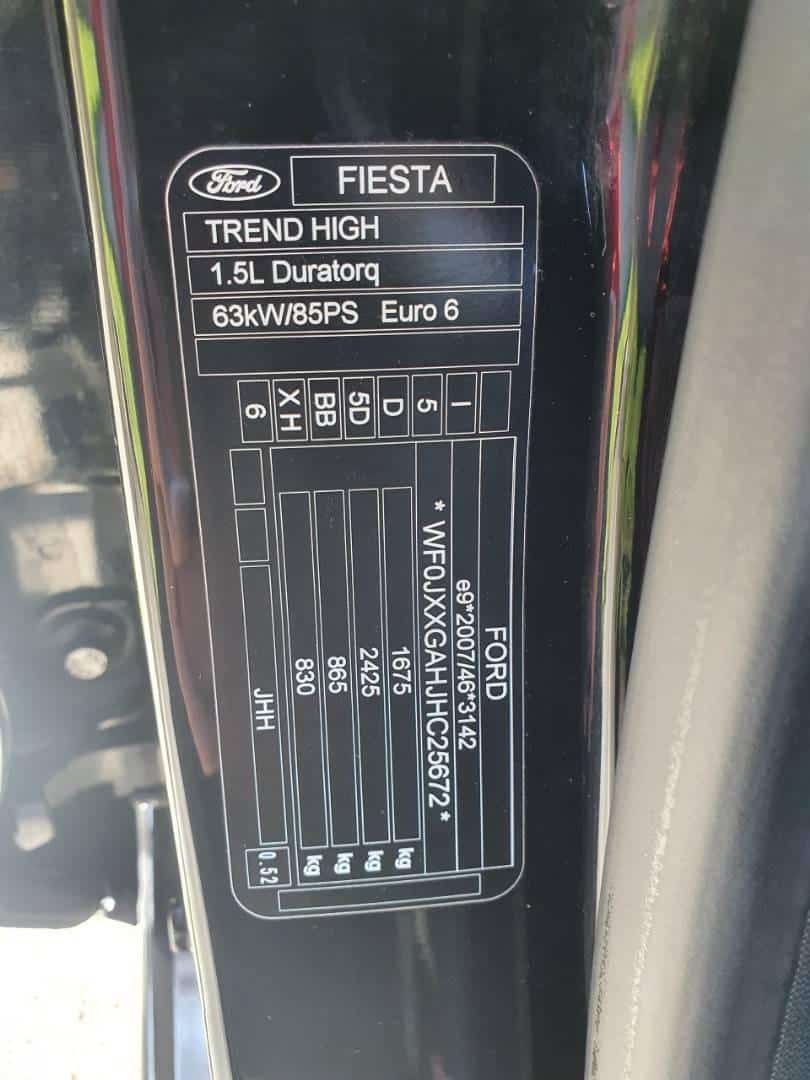 Ford FIESTA
TREND HIGH
1.5L Duratorq
63kW/85PS Euro 6
I
5
D
5D
BB
XH
6
FORD
e9*2007/46*3142
* WF0JXXGAHJHC25672 *
1675 kg
2425 kg
865 kg
830 kg
JHH 0.52